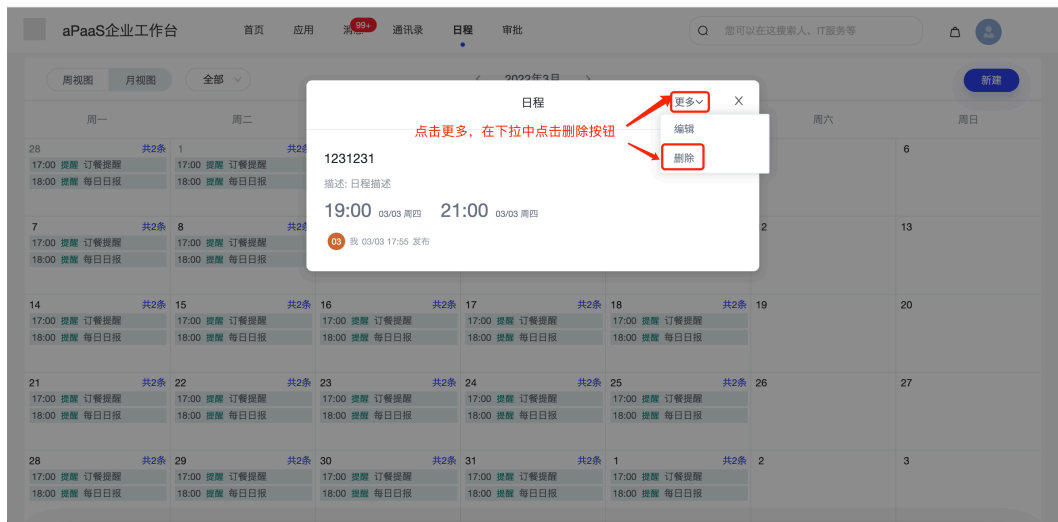 aPaaS企业工作台 首页 应用 消息 99+ 通讯录 日程 审批 您可以在这搜索人、IT服务等
周视图 月视图 全部 2022年3月 新建
日程 更多
周一 周二 周六 周日
点击更多，在下拉中点击删除按钮 编辑
删除
28 共2条 1 共2条 6
17:00 提醒 订餐提醒 17:00 提醒 订餐提醒
18:00 提醒 每日日报 18:00 提醒 每日日报
1231231
描述: 日程描述
19:00 03/03 周四 21:00 03/03 周四
03 我 03/03 17:55 发布
7 共2条 8 共2条 2 13
17:00 提醒 订餐提醒 17:00 提醒 订餐提醒
18:00 提醒 每日日报 18:00 提醒 每日日报
14 共2条 15 共2条 16 共2条 17 共2条 18 共2条 19 20
17:00 提醒 订餐提醒 17:00 提醒 订餐提醒 17:00 提醒 订餐提醒 17:00 提醒 订餐提醒 17:00 提醒 订餐提醒
18:00 提醒 每日日报 18:00 提醒 每日日报 18:00 提醒 每日日报 18:00 提醒 每日日报 18:00 提醒 每日日报
21 共2条 22 共2条 23 共2条 24 共2条 25 共2条 26 27
17:00 提醒 订餐提醒 17:00 提醒 订餐提醒 17:00 提醒 订餐提醒 17:00 提醒 订餐提醒 17:00 提醒 订餐提醒
18:00 提醒 每日日报 18:00 提醒 每日日报 18:00 提醒 每日日报 18:00 提醒 每日日报 18:00 提醒 每日日报
28 共2条 29 共2条 30 共2条 31 共2条 1 共2条 2 3
17:00 提醒 订餐提醒 17:00 提醒 订餐提醒 17:00 提醒 订餐提醒 17:00 提醒 订餐提醒 17:00 提醒 订餐提醒
18:00 提醒 每日日报 18:00 提醒 每日日报 18:00 提醒 每日日报 18:00 提醒 每日日报 18:00 提醒 每日日报